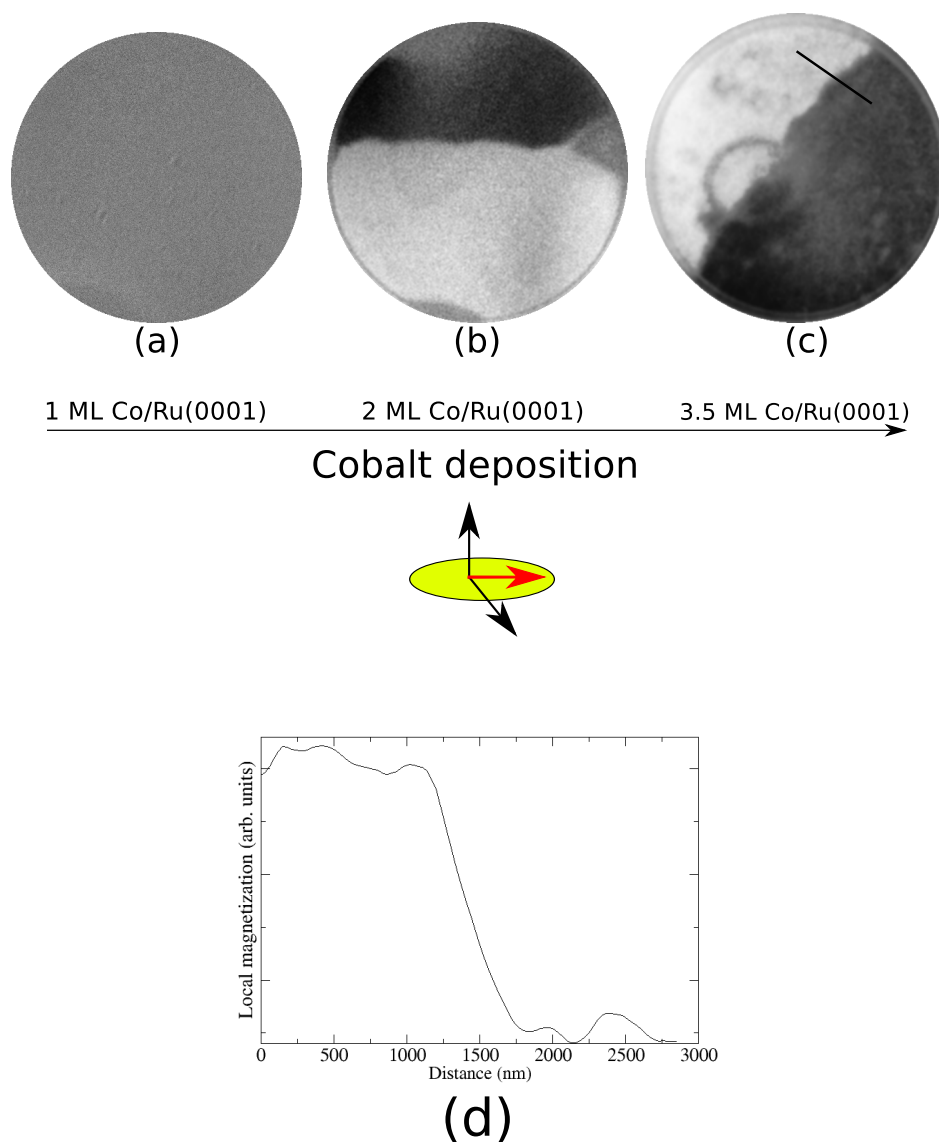 (a)
(b)
(c)
1 ML Co/Ru(0001)
2 ML Co/Ru(0001)
3.5 ML Co/Ru(0001)
Cobalt deposition
Local magnetization (arb. units)
0 500 1000 1500 2000 2500 3000
Distance (nm)
(d)